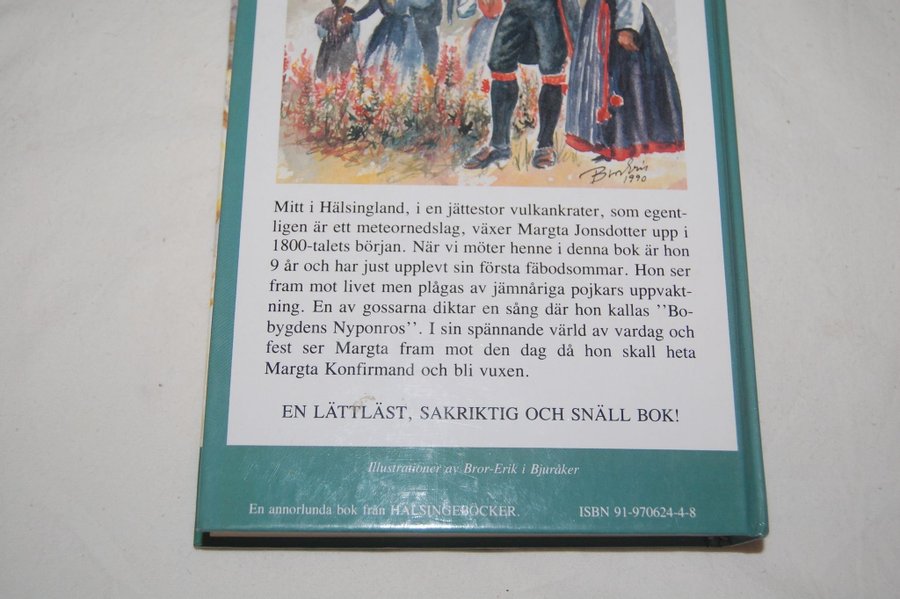 BrorEric
1990
Mitt i Hälsingland, i en jättestor vulkankrater, som egent-
ligen är ett meteornedslag, växer Margta Jonsdotter upp i
1800-talets början. När vi möter henne i denna bok är hon
9 år och har just upplevt sin första fäbodsommar. Hon ser
fram mot livet men plågas av jämnåriga pojkars uppvakt-
ning. En av gossarna diktar en sång där hon kallas ''Bo-
bygdens Nyponros''. I sin spännande värld av vardag och
fest ser Margta fram mot den dag då hon skall heta
Margta Konfirmand och bli vuxen.
EN LÄTTLÄST, SAKRIKTIG OCH SNÄLL BOK!
Illustrationer av Bror-Erik i Bjuråker
En annorlunda bok från HÄLSINGEBÖCKER. ISBN 91-970624-4-8